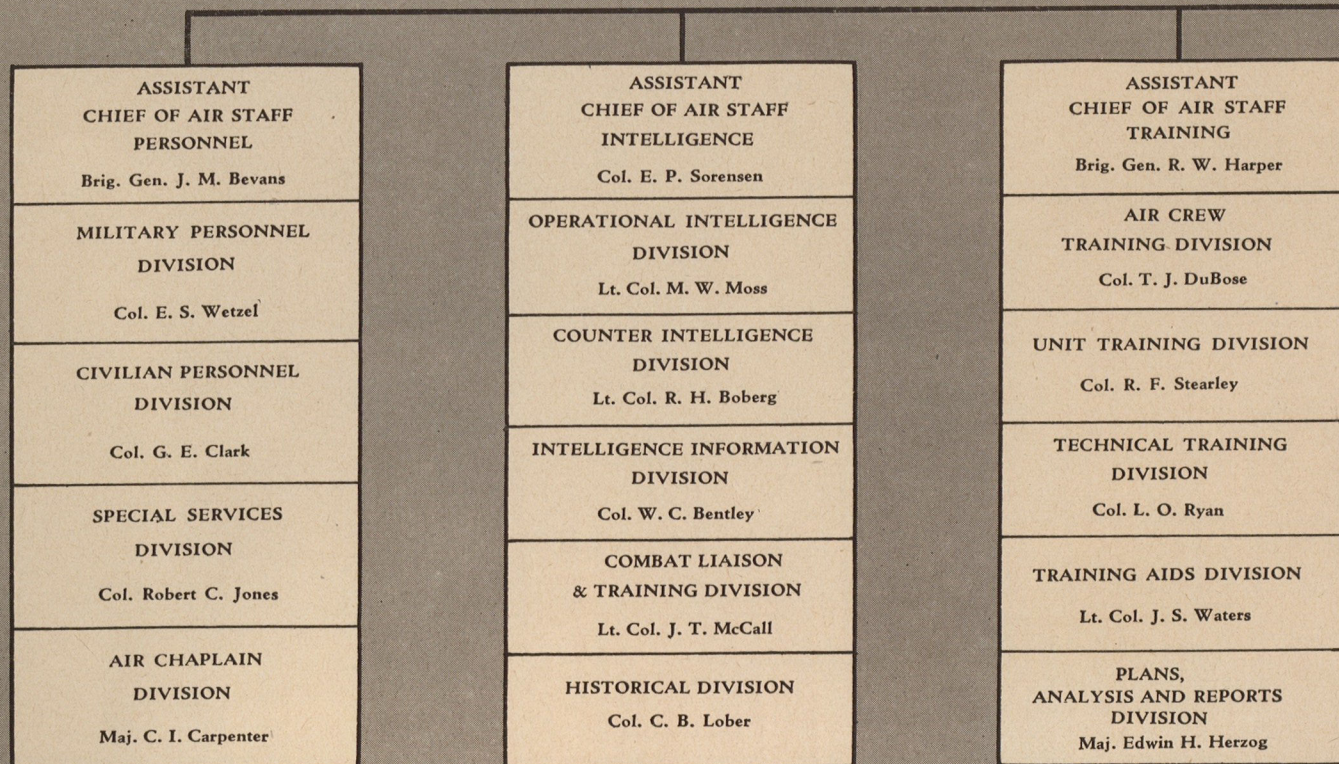 ASSISTANT
CHIEF OF AIR STAFF
PERSONNEL
Brig. Gen. J. M. Bevans
MILITARY PERSONNEL
DIVISION
Col. E. S. Wetzel
CIVILIAN PERSONNEL
DIVISION
Col. G. E. Clark
SPECIAL SERVICES
DIVISION
Col. Robert C. Jones
AIR CHAPLAIN
DIVISION
Maj. C. I. Carpenter
ASSISTANT
CHIEF OF AIR STAFF
INTELLIGENCE
Col. E. P. Sorensen
OPERATIONAL INTELLIGENCE
DIVISION
Lt. Col. M. W. Moss
COUNTER INTELLIGENCE
DIVISION
Lt. Col. R. H. Boberg
INTELLIGENCE INFORMATION
DIVISION
Col. W. C. Bentley
COMBAT LIAISON
& TRAINING DIVISION
Lt. Col. J. T. McCall
HISTORICAL DIVISION
Col. C. B. Lober
ASSISTANT
CHIEF OF AIR STAFF
TRAINING
Brig. Gen. R. W. Harper
AIR CREW
TRAINING DIVISION
Col. T. J. DuBose
UNIT TRAINING DIVISION
Col. R. F. Stearley
TECHNICAL TRAINING
DIVISION
Col. L. O. Ryan
TRAINING AIDS DIVISION
Lt. Col. J. S. Waters
PLANS,
ANALYSIS AND REPORTS
DIVISION
Maj. Edwin H. Herzog